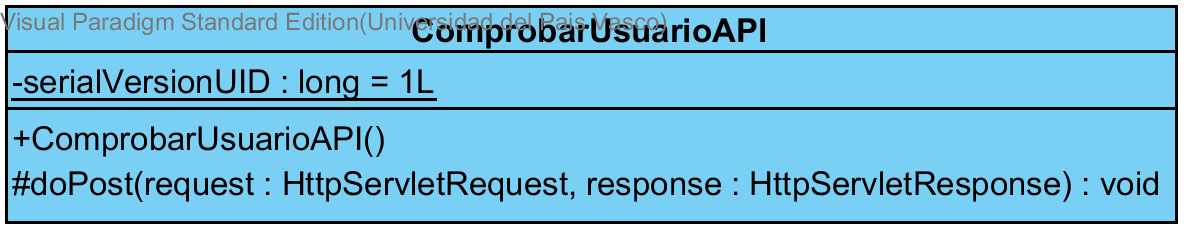 Visual Paradigm Standard Edition(Universidad del Pais Vasco)
ComprobarUsuarioAPI
-serialVersionUID : long = 1L
+ComprobarUsuarioAPI()
#doPost(request : HttpServletRequest, response : HttpServletResponse) : void